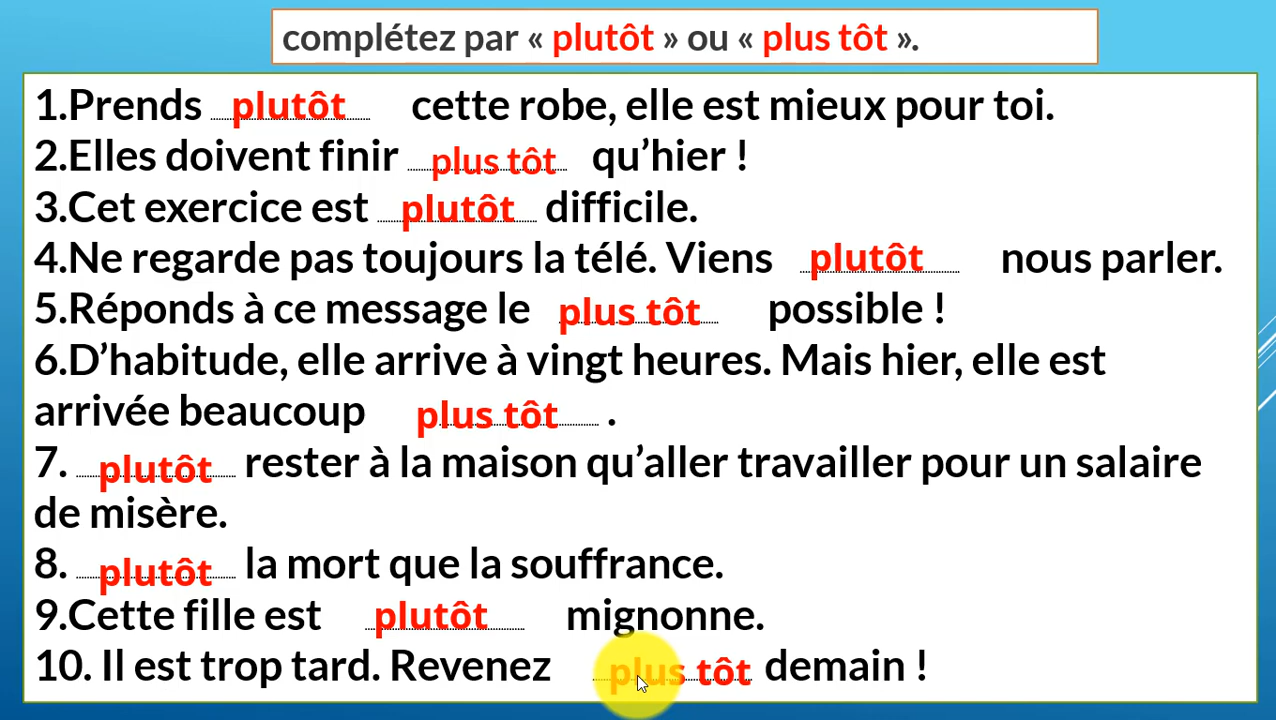 complétez par « plutôt » ou « plus tôt ».
1.Prends plutôt cette robe, elle est mieux pour toi.
2.Elles doivent finir plus tôt qu’hier !
3.Cet exercice est plutôt difficile.
4.Ne regarde pas toujours la télé. Viens plutôt nous parler.
5.Réponds à ce message le plus tôt possible !
6.D’habitude, elle arrive à vingt heures. Mais hier, elle est
arrivée beaucoup plus tôt .
7. plutôt rester à la maison qu’aller travailler pour un salaire
de misère.
8. plutôt la mort que la souffrance.
9.Cette fille est plutôt mignonne.
10. Il est trop tard. Revenez plus tôt demain !